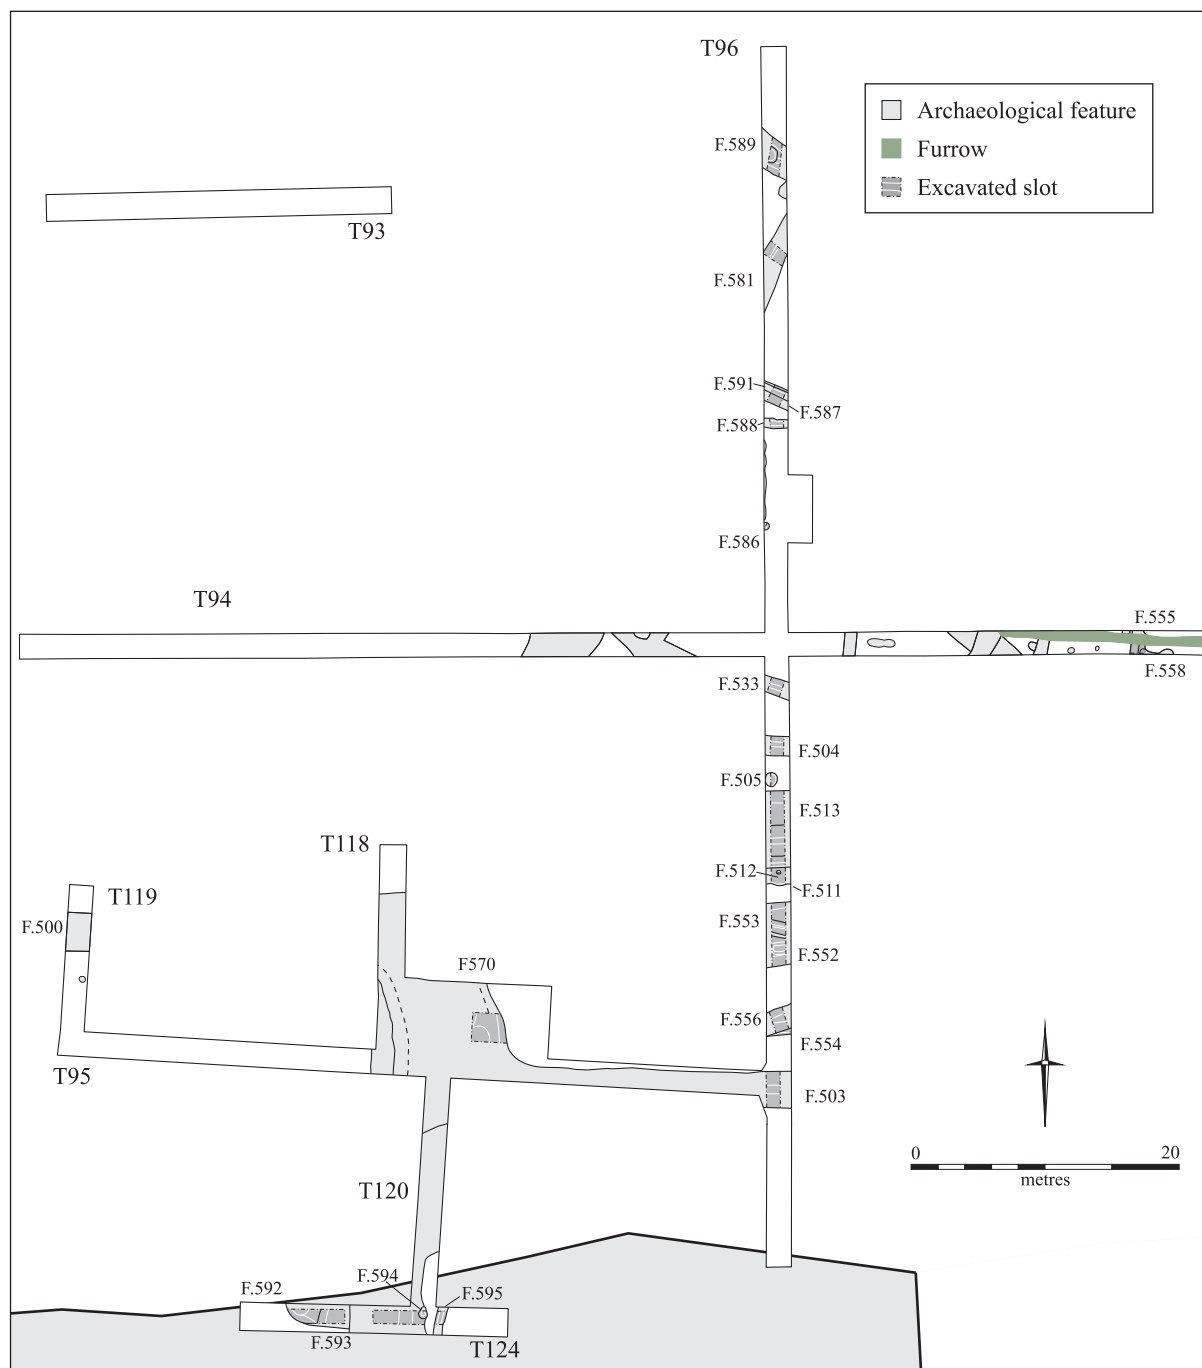 T96
Archaeological feature
Furrow
Excavated slot
F.589
T93
F.581
F.591
F.587
F.588
F.586
T94
F.555
F.558
F.533
F.504
F.505
F.513
T118
F.512
F.511
T119
F.500
F.553
F.552
F570
F.556
F.554
T95
F.503
0 20
metres
T120
F.594
F.592
F.595
F.593
T124